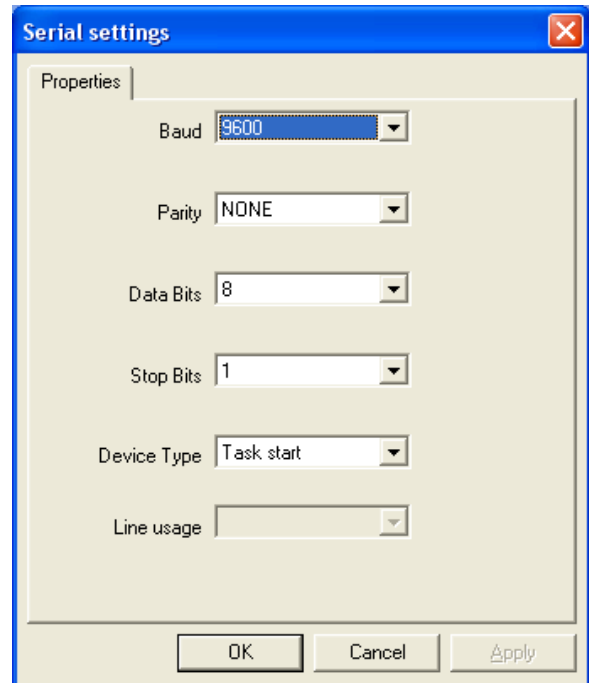 Serial settings
Properties
Baud 9600
Parity NONE
Data Bits 8
Stop Bits 1
Device Type Task start
Line usage
OK Cancel Apply